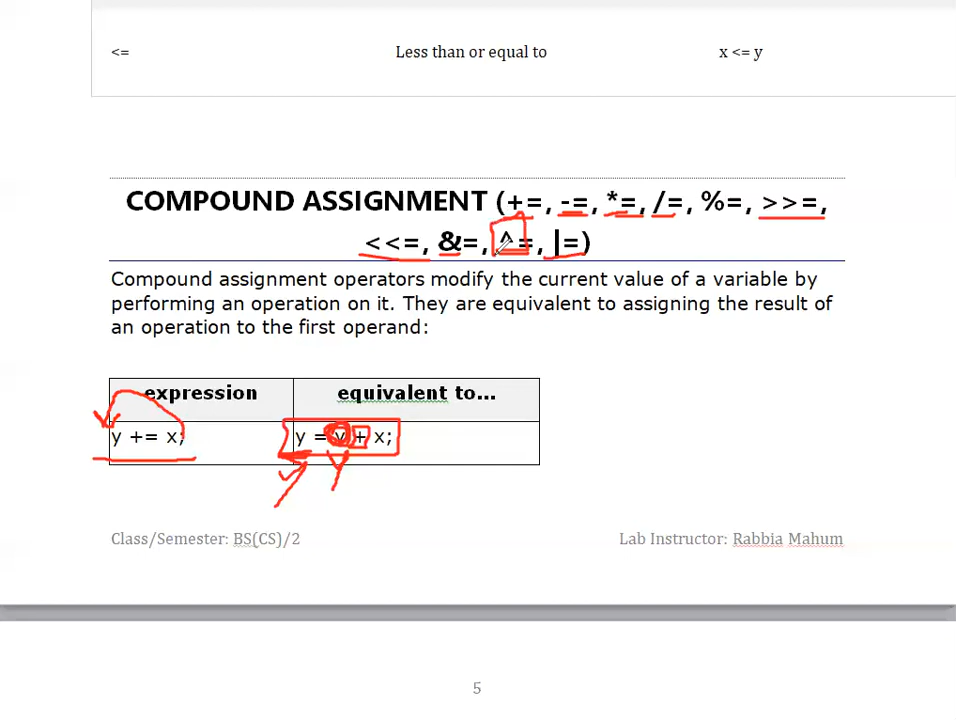 <= Less than or equal to x <= y
COMPOUND ASSIGNMENT (+=, -=, *=, /=, %=, >>=,
<<=, &=, ^=, |=)
Compound assignment operators modify the current value of a variable by
performing an operation on it. They are equivalent to assigning the result of
an operation to the first operand:
expression equivalent to...
y += x; y = y + x;
Y
Class/Semester: BS(CS)/2 Lab Instructor: Rabbia Mahum
5